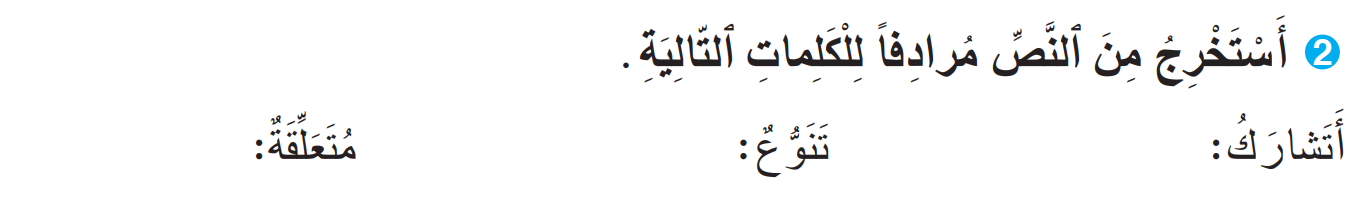 2 أَسْتَخْرِجُ مِنَ ٱلنَّصِّ مُرادِفاً لِلْكَلِماتِ ٱلتّالِيَةِ .
أَتَشارَكُ: تَنَوُّعٌ: مُتَعَلِّقَةٌ: